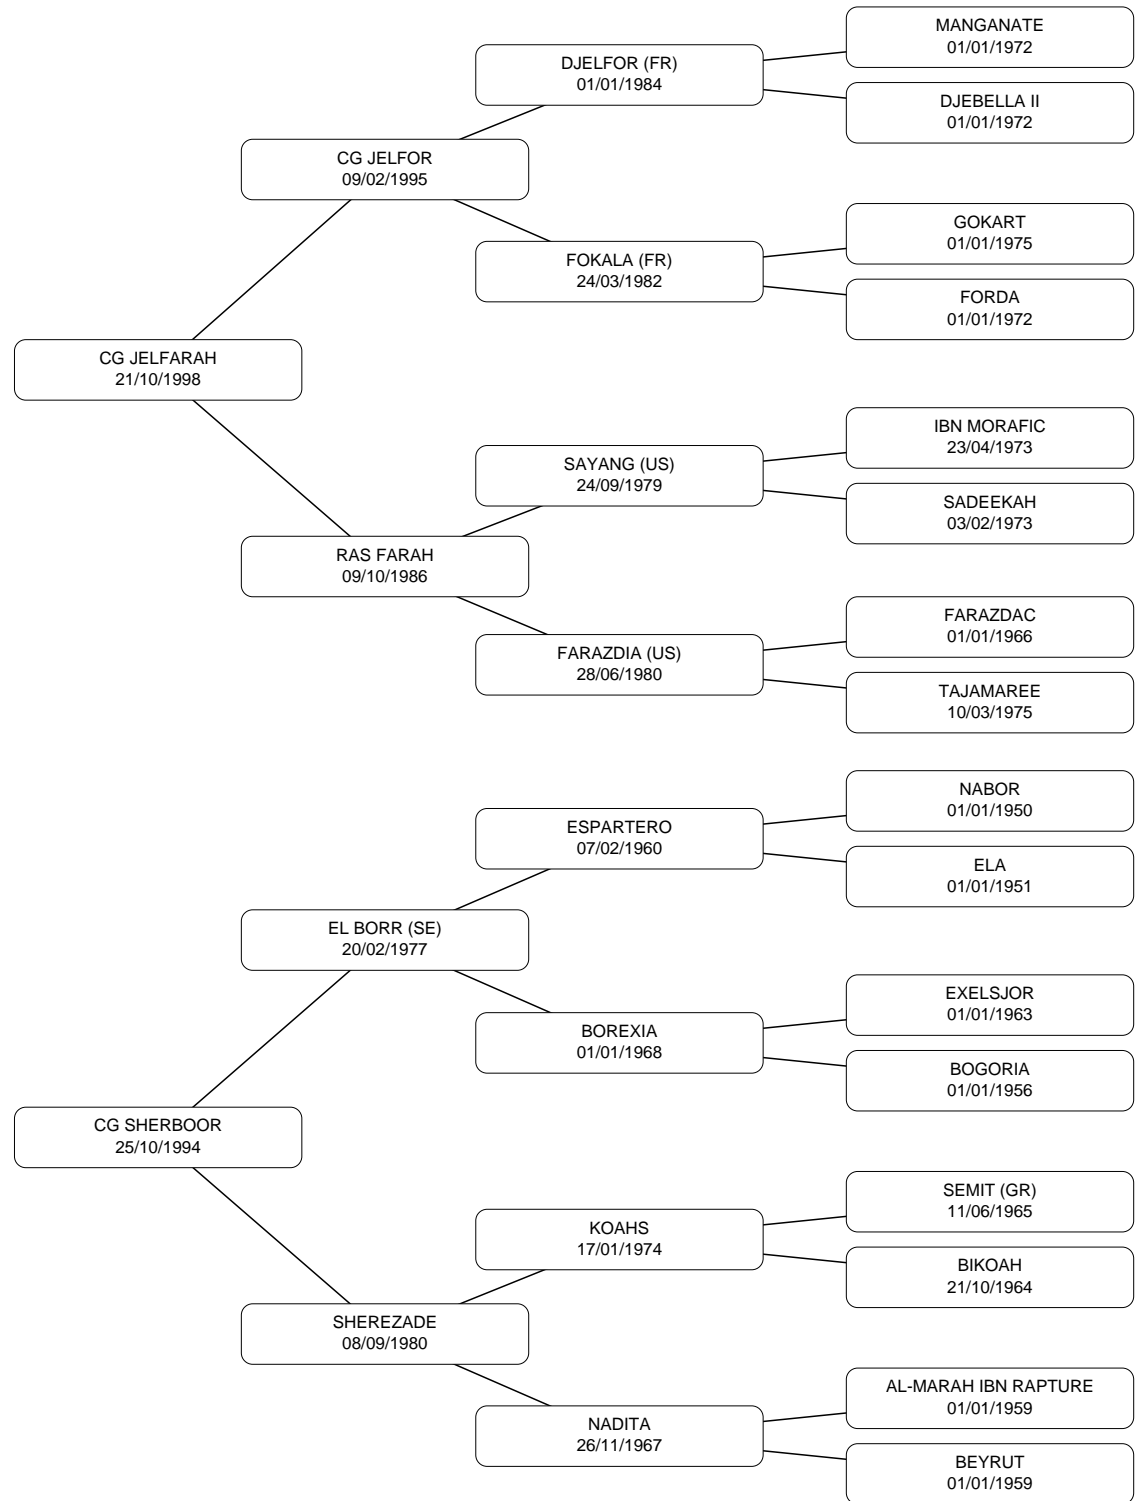 MANGANATE
01/01/1972
DJELFOR (FR)
01/01/1984
DJEBELLA II
01/01/1972
CG JELFOR
09/02/1995
GOKART
01/01/1975
FOKALA (FR)
24/03/1982
FORDA
01/01/1972
CG JELFARAH
21/10/1998
IBN MORAFIC
23/04/1973
SAYANG (US)
24/09/1979
SADEEKAH
03/02/1973
RAS FARAH
09/10/1986
FARAZDAC
01/01/1966
FARAZDIA (US)
28/06/1980
TAJAMAREE
10/03/1975
NABOR
01/01/1950
ESPARTERO
07/02/1960
ELA
01/01/1951
EL BORR (SE)
20/02/1977
EXELSJOR
01/01/1963
BOREXIA
01/01/1968
BOGORIA
01/01/1956
CG SHERBOOR
25/10/1994
SEMIT (GR)
11/06/1965
KOAHS
17/01/1974
BIKOAH
21/10/1964
SHEREZADE
08/09/1980
AL-MARAH IBN RAPTURE
01/01/1959
NADITA
26/11/1967
BEYRUT
01/01/1959